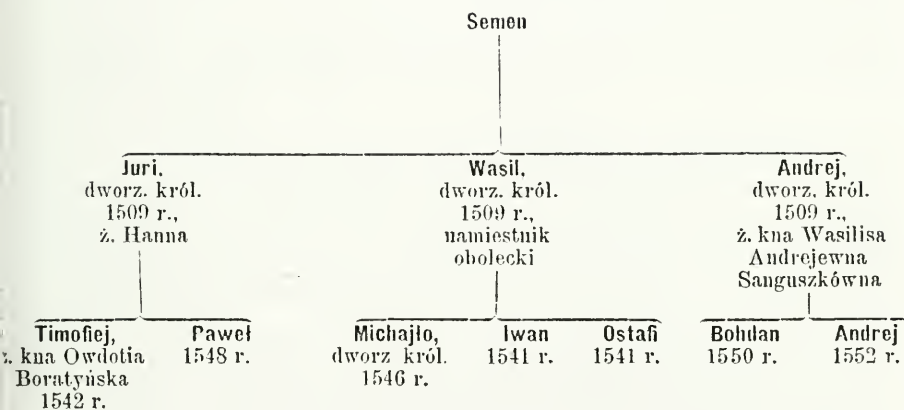 Semen
Juri,
dworz. król.
1509 r.,
ż. Hanna
Wasil,
dworz. król.
1509 r.,
namiestnik
obolecki
Andrej,
dworz. król.
1509 r.,
ż. kna Wasilisa
Andrejewna
Sanguszkówna
Timofiej,
ż. kna Owdotia
Boratyńska
1542 r.
Paweł
1548 r.
Michajło,
dworz król.
1546 r.
Iwan
1541 r.
Ostafi
1541 r.
Bohdan
1550 r.
Andrej
1552 r.